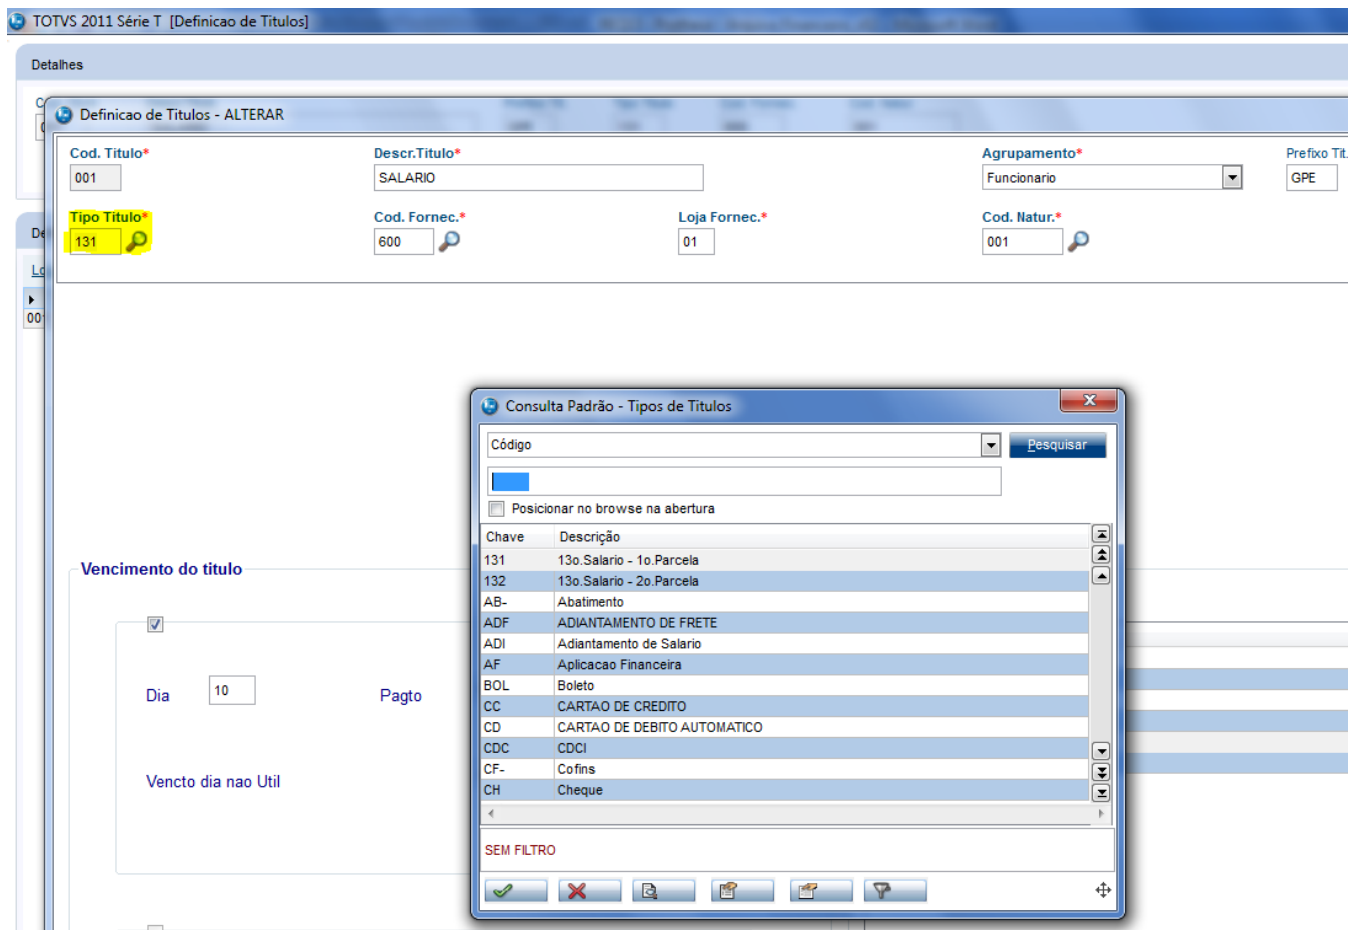 TOTVS 2011 Série T [Definicao de Titulos]
Detalhes
Definicao de Titulos - ALTERAR
Cod. Titulo* Descr.Titulo* Agrupamento* Prefixo Tit.
001 SALARIO Funcionario GPE
Tipo Titulo* Cod. Fornec.* Loja Fornec.* Cod. Natur.*
131 600 01 001
De
Lo
001
Consulta Padrão - Tipos de Titulos
Código Pesquisar
Posicionar no browse na abertura
Chave Descrição
131 13o.Salario - 1o.Parcela
132 13o.Salario - 2o.Parcela
AB- Abatimento
ADF ADIANTAMENTO DE FRETE
ADI Adiantamento de Salario
AF Aplicacao Financeira
BOL Boleto
CC CARTAO DE CREDITO
CD CARTAO DE DEBITO AUTOMATICO
CDC CDCI
CF- Cofins
CH Cheque
SEM FILTRO
Vencimento do titulo
Dia 10 Pagto
Vencto dia nao Util